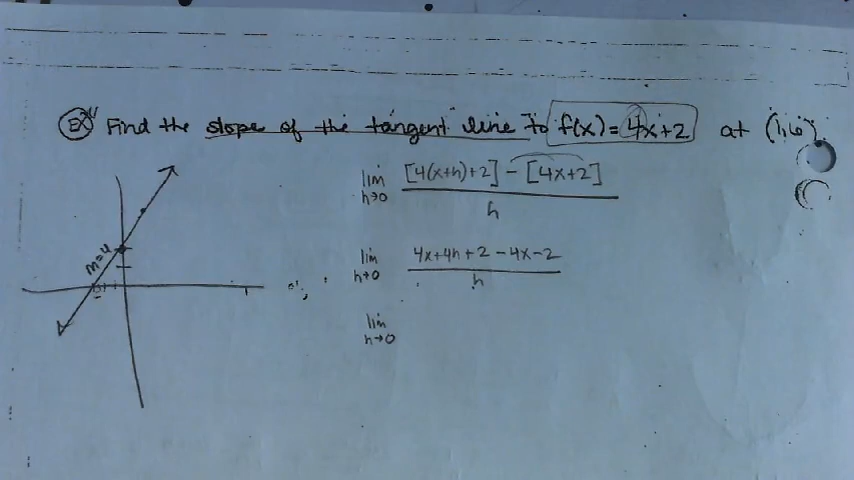 Ex Find the slope of the tangent line to f(x)=4x+2 at (1,6).
lim h→0 [4(x+h)+2] - [4x+2] / h
m=4
lim h→0 4x+4h+2-4x-2 / h
lim h→0